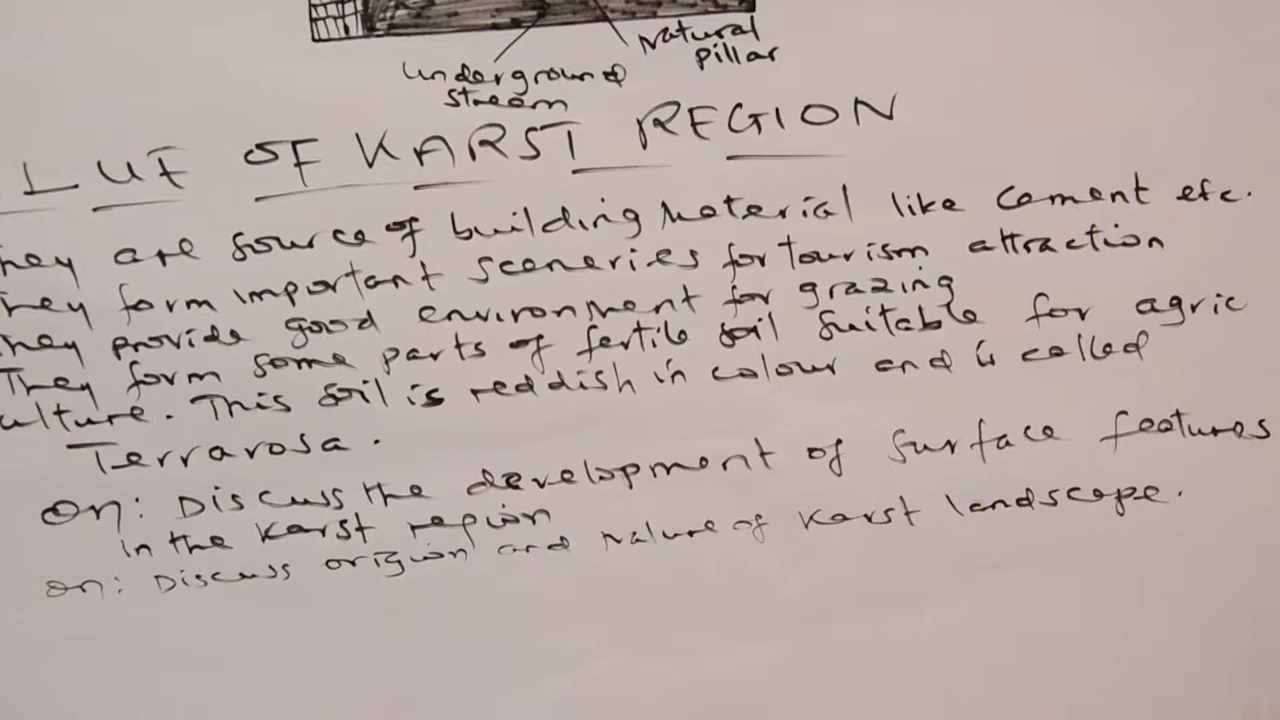 Natural
pillar
underground
stream
LUE OF KARST REGION
hey are source of building material like cement etc.
hey form important sceneries for tourism attraction
hey provide good environment for grazing
They form some parts of fertile soil suitable for agric
ulture. This soil is reddish in colour and is called
Terrarosa.
Qn: Discuss the development of surface features
in the Karst region
Qn: Discuss origion and nature of Karst landscape.